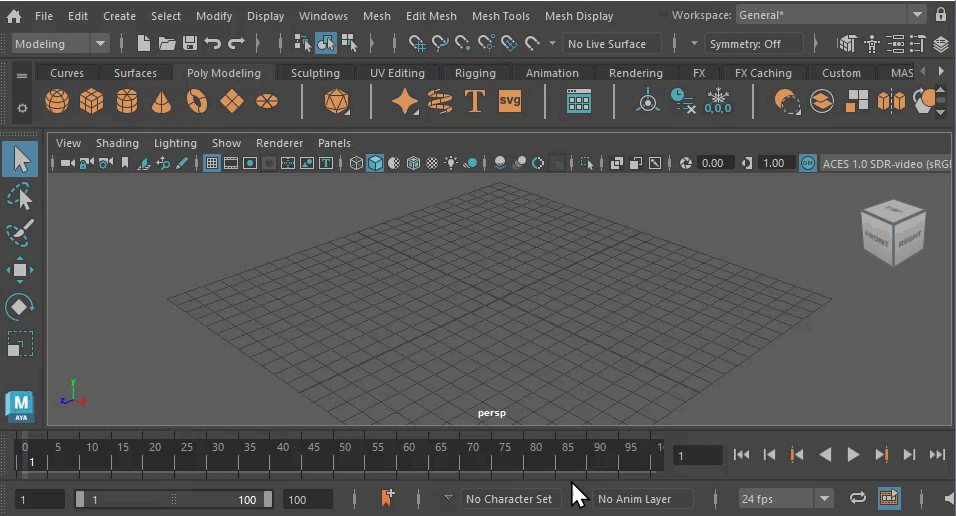 File Edit Create Select Modify Display Windows Mesh Edit Mesh Mesh Tools Mesh Display Workspace: General*
Modeling No Live Surface Symmetry: Off
Curves Surfaces Poly Modeling Sculpting UV Editing Rigging Animation Rendering FX FX Caching Custom MAS
T svg 0,0,0
View Shading Lighting Show Renderer Panels
T 0.00 1.00 ON ACES 1.0 SDR-video (sRG
FRONT RIGHT
y
z x
M
AYA
persp
0 5 10 15 20 25 30 35 40 45 50 55 60 65 70 75 80 85 90 95 1
1 1
1 1 100 100 No Character Set No Anim Layer 24 fps